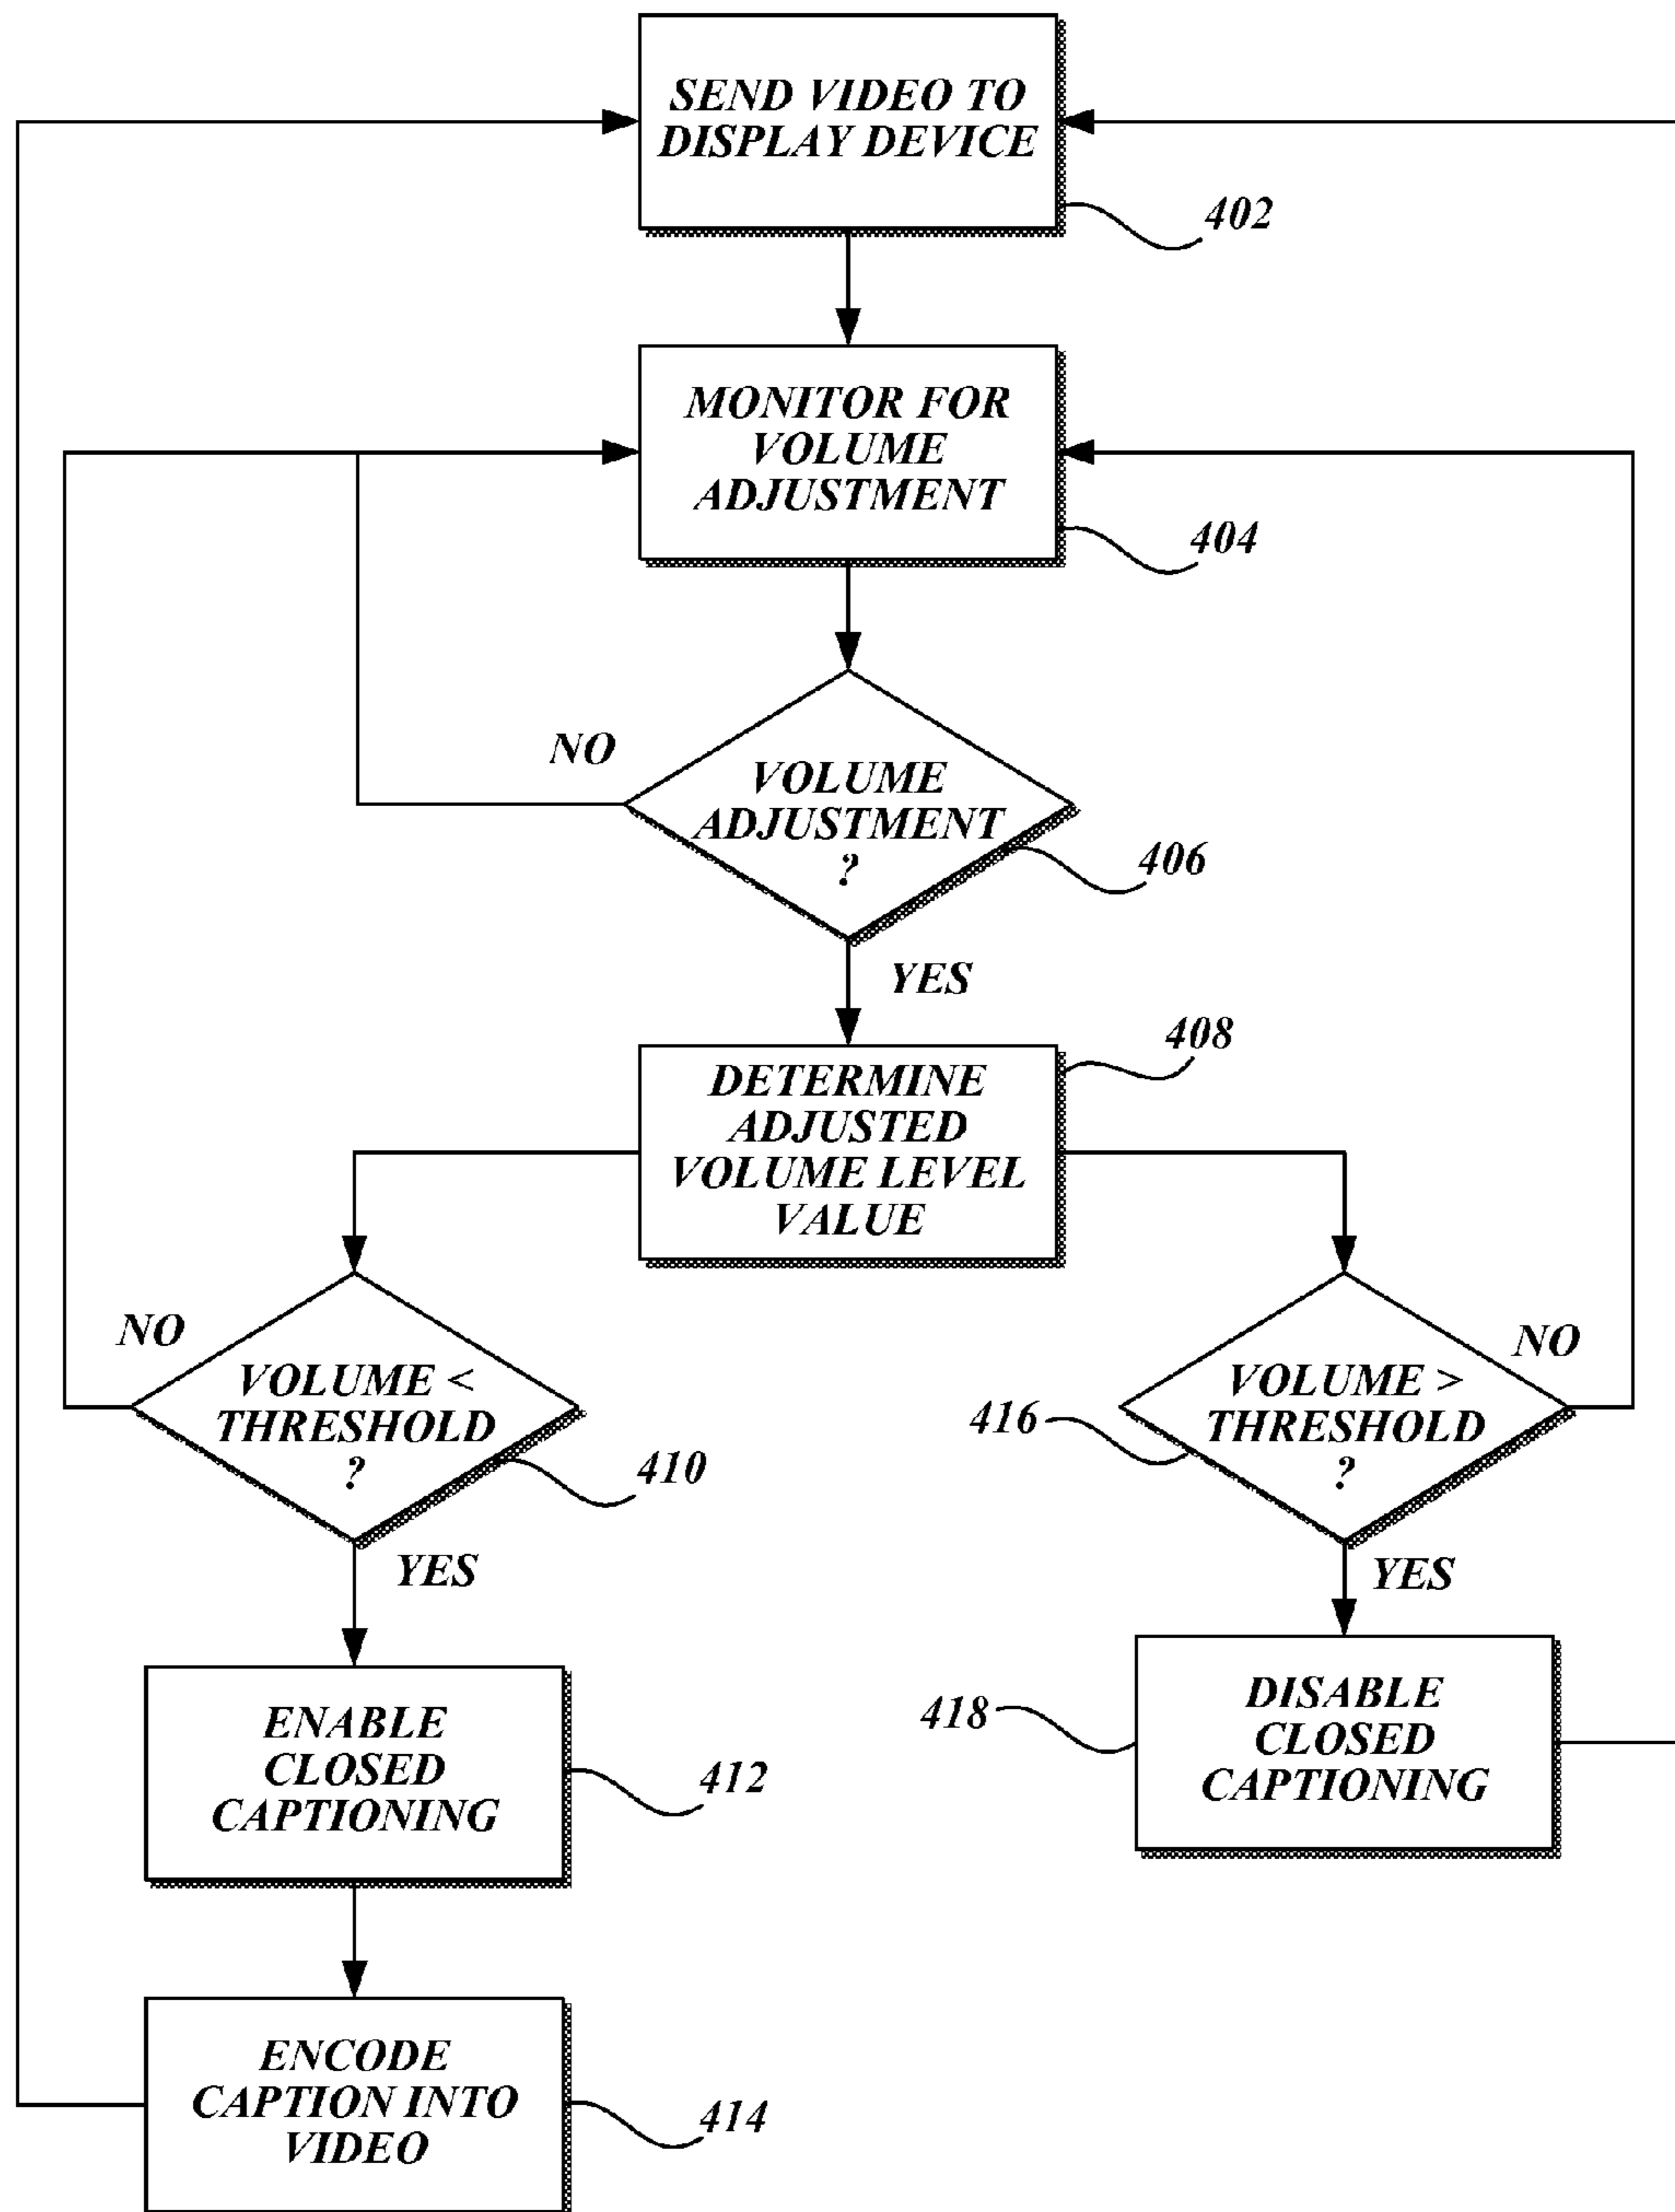 SEND VIDEO TO
DISPLAY DEVICE
402
MONITOR FOR
VOLUME
ADJUSTMENT
404
NO
VOLUME
ADJUSTMENT
?
406
YES
408
DETERMINE
ADJUSTED
VOLUME LEVEL
VALUE
NO
VOLUME <
THRESHOLD
?
410
YES
NO
VOLUME >
THRESHOLD
?
416
YES
ENABLE
CLOSED
CAPTIONING
412
DISABLE
CLOSED
CAPTIONING
418
ENCODE
CAPTION INTO
VIDEO
414